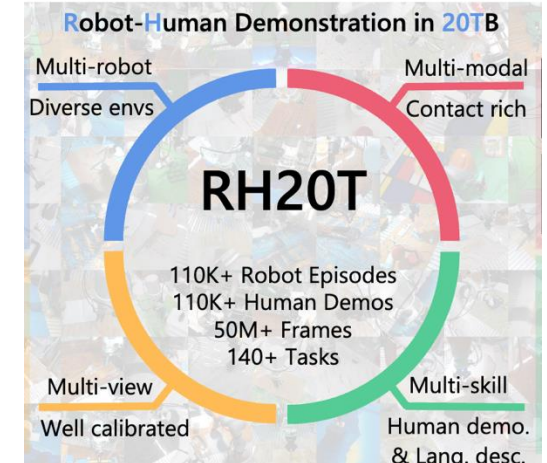 Robot-Human Demonstration in 20TB
Multi-robot
Diverse envs
Multi-modal
Contact rich
RH20T
110K+ Robot Episodes
110K+ Human Demos
50M+ Frames
140+ Tasks
Multi-view
Well calibrated
Multi-skill
Human demo.
& Lang. desc.